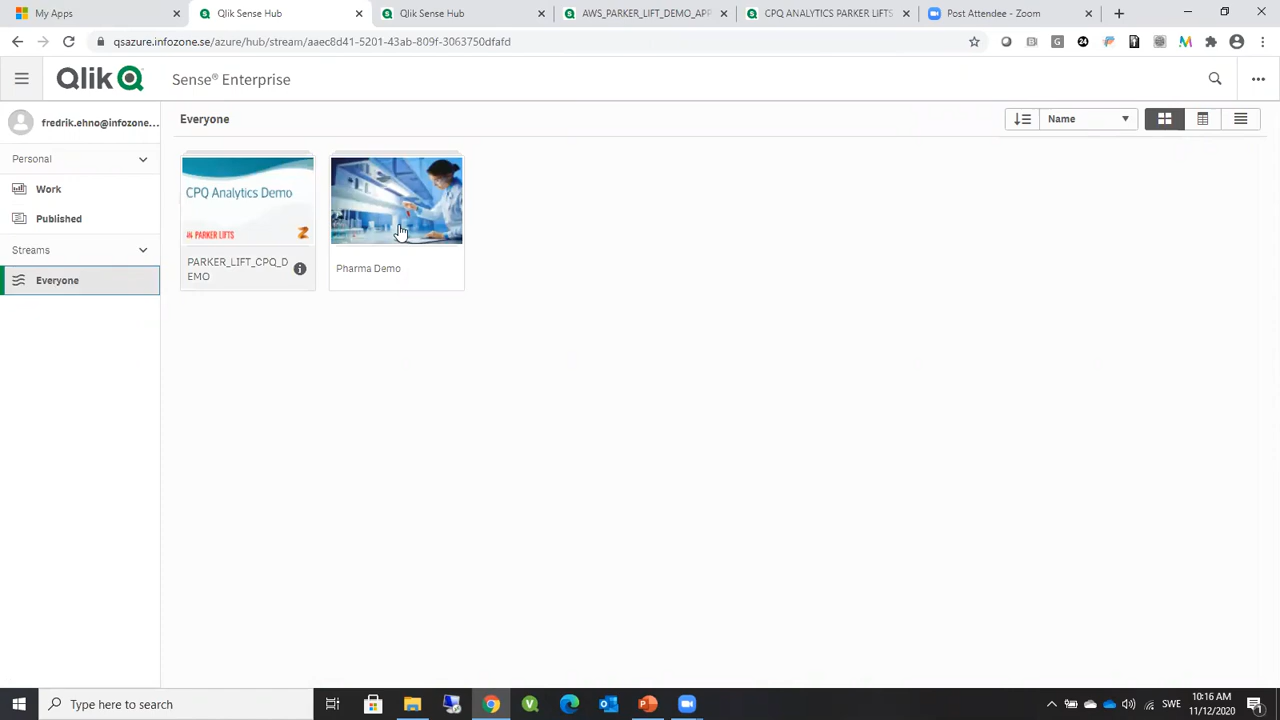 My Apps
Qlik Sense Hub
Qlik Sense Hub
AWS_PARKER_LIFT_DEMO_APP
CPQ ANALYTICS PARKER LIFTS
Post Attendee - Zoom
qsazure.infozone.se/azure/hub/stream/aaec8d41-5201-43ab-809f-3063750dfafd
Qlik Sense® Enterprise
fredrik.ehno@infozone...
Everyone
Name
Personal
Work
Published
Streams
Everyone
CPQ Analytics Demo
PARKER LIFTS
PARKER_LIFT_CPQ_D
EMO
Pharma Demo
Type here to search
SWE
10:16 AM
11/12/2020